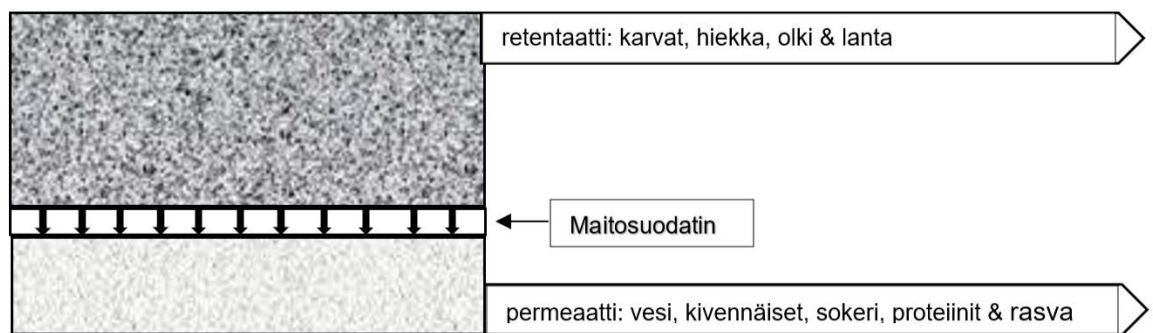 retentaatti: karvat, hiekka, olki & lanta
Maitosuodatin
permeaatti: vesi, kivennäiset, sokeri, proteiinit & rasva